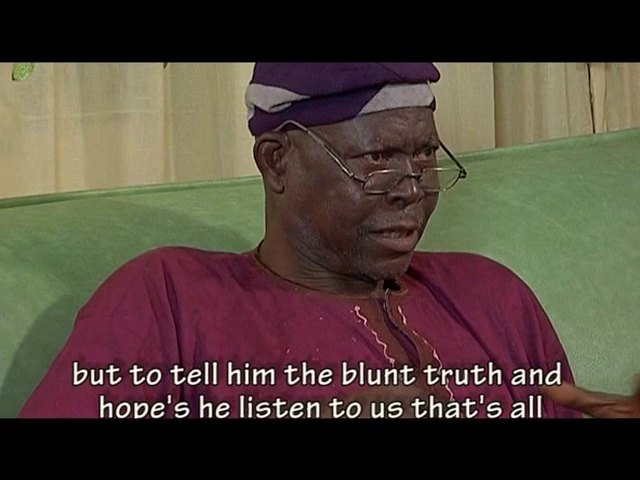 but to tell him the blunt truth and
hope's he listen to us that's all